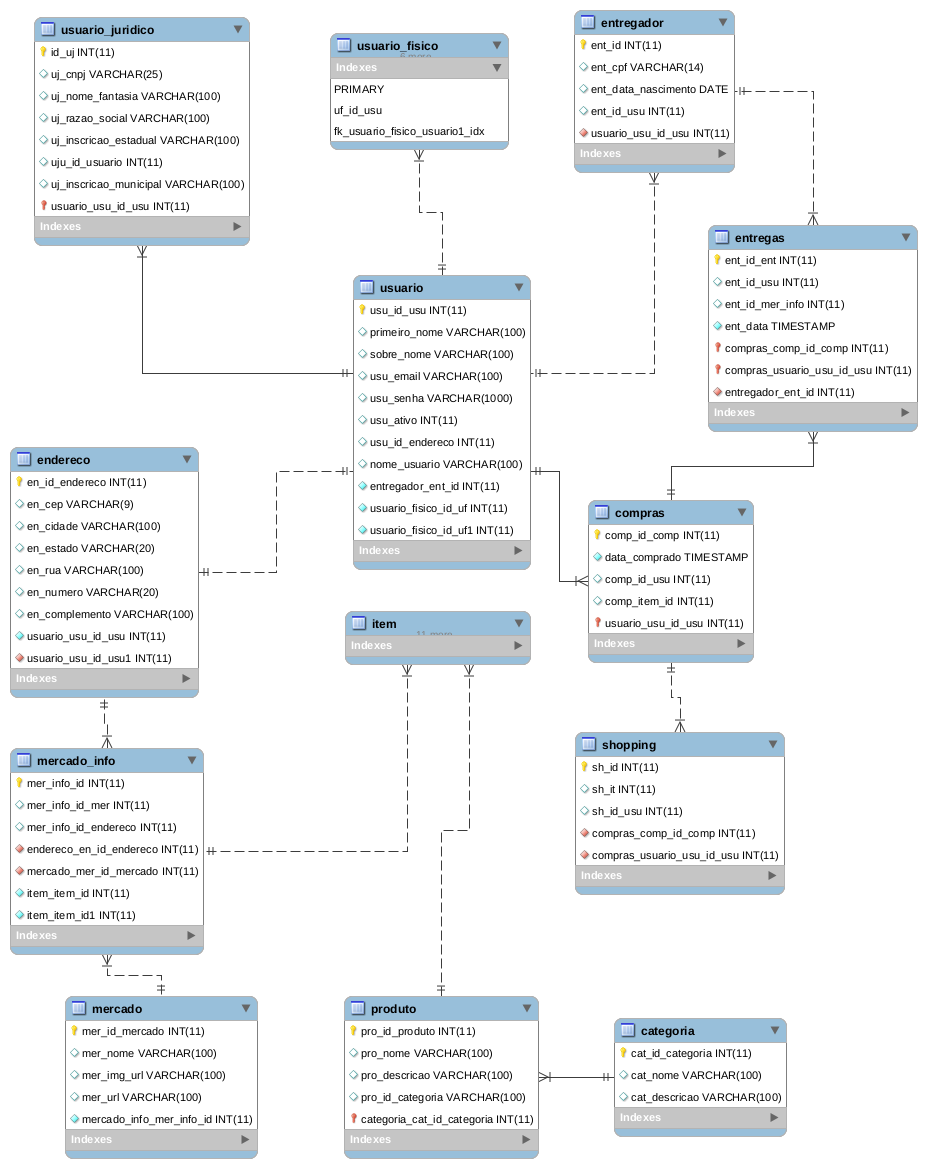 usuario_juridico
id_uj INT(11)
uj_cnpj VARCHAR(25)
uj_nome_fantasia VARCHAR(100)
uj_razao_social VARCHAR(100)
uj_inscricao_estadual VARCHAR(100)
uju_id_usuario INT(11)
uj_inscricao_municipal VARCHAR(100)
usuario_usu_id_usu INT(11)
Indexes
usuario_fisico
Indexes
PRIMARY
uf_id_usu
fk_usuario_fisico_usuario1_idx
entregador
ent_id INT(11)
ent_cpf VARCHAR(14)
ent_data_nascimento DATE
ent_id_usu INT(11)
usuario_usu_id_usu INT(11)
Indexes
entregas
ent_id_ent INT(11)
ent_id_usu INT(11)
ent_id_mer_info INT(11)
ent_data TIMESTAMP
compras_comp_id_comp INT(11)
compras_usuario_usu_id_usu INT(11)
entregador_ent_id INT(11)
Indexes
usuario
usu_id_usu INT(11)
primeiro_nome VARCHAR(100)
sobre_nome VARCHAR(100)
usu_email VARCHAR(100)
usu_senha VARCHAR(1000)
usu_ativo INT(11)
usu_id_endereco INT(11)
nome_usuario VARCHAR(100)
entregador_ent_id INT(11)
usuario_fisico_id_uf INT(11)
usuario_fisico_id_uf1 INT(11)
Indexes
endereco
en_id_endereco INT(11)
en_cep VARCHAR(9)
en_cidade VARCHAR(100)
en_estado VARCHAR(20)
en_rua VARCHAR(100)
en_numero VARCHAR(20)
en_complemento VARCHAR(100)
usuario_usu_id_usu INT(11)
usuario_usu_id_usu1 INT(11)
Indexes
compras
comp_id_comp INT(11)
data_comprado TIMESTAMP
comp_id_usu INT(11)
comp_item_id INT(11)
usuario_usu_id_usu INT(11)
Indexes
item
11 more
Indexes
shopping
sh_id INT(11)
sh_it INT(11)
sh_id_usu INT(11)
compras_comp_id_comp INT(11)
compras_usuario_usu_id_usu INT(11)
Indexes
mercado_info
mer_info_id INT(11)
mer_info_id_mer INT(11)
mer_info_id_endereco INT(11)
endereco_en_id_endereco INT(11)
mercado_mer_id_mercado INT(11)
item_item_id INT(11)
item_item_id1 INT(11)
Indexes
mercado
mer_id_mercado INT(11)
mer_nome VARCHAR(100)
mer_img_url VARCHAR(100)
mer_url VARCHAR(100)
mercado_info_mer_info_id INT(11)
Indexes
produto
pro_id_produto INT(11)
pro_nome VARCHAR(100)
pro_descricao VARCHAR(100)
pro_id_categoria VARCHAR(100)
categoria_cat_id_categoria INT(11)
Indexes
categoria
cat_id_categoria INT(11)
cat_nome VARCHAR(100)
cat_descricao VARCHAR(100)
Indexes